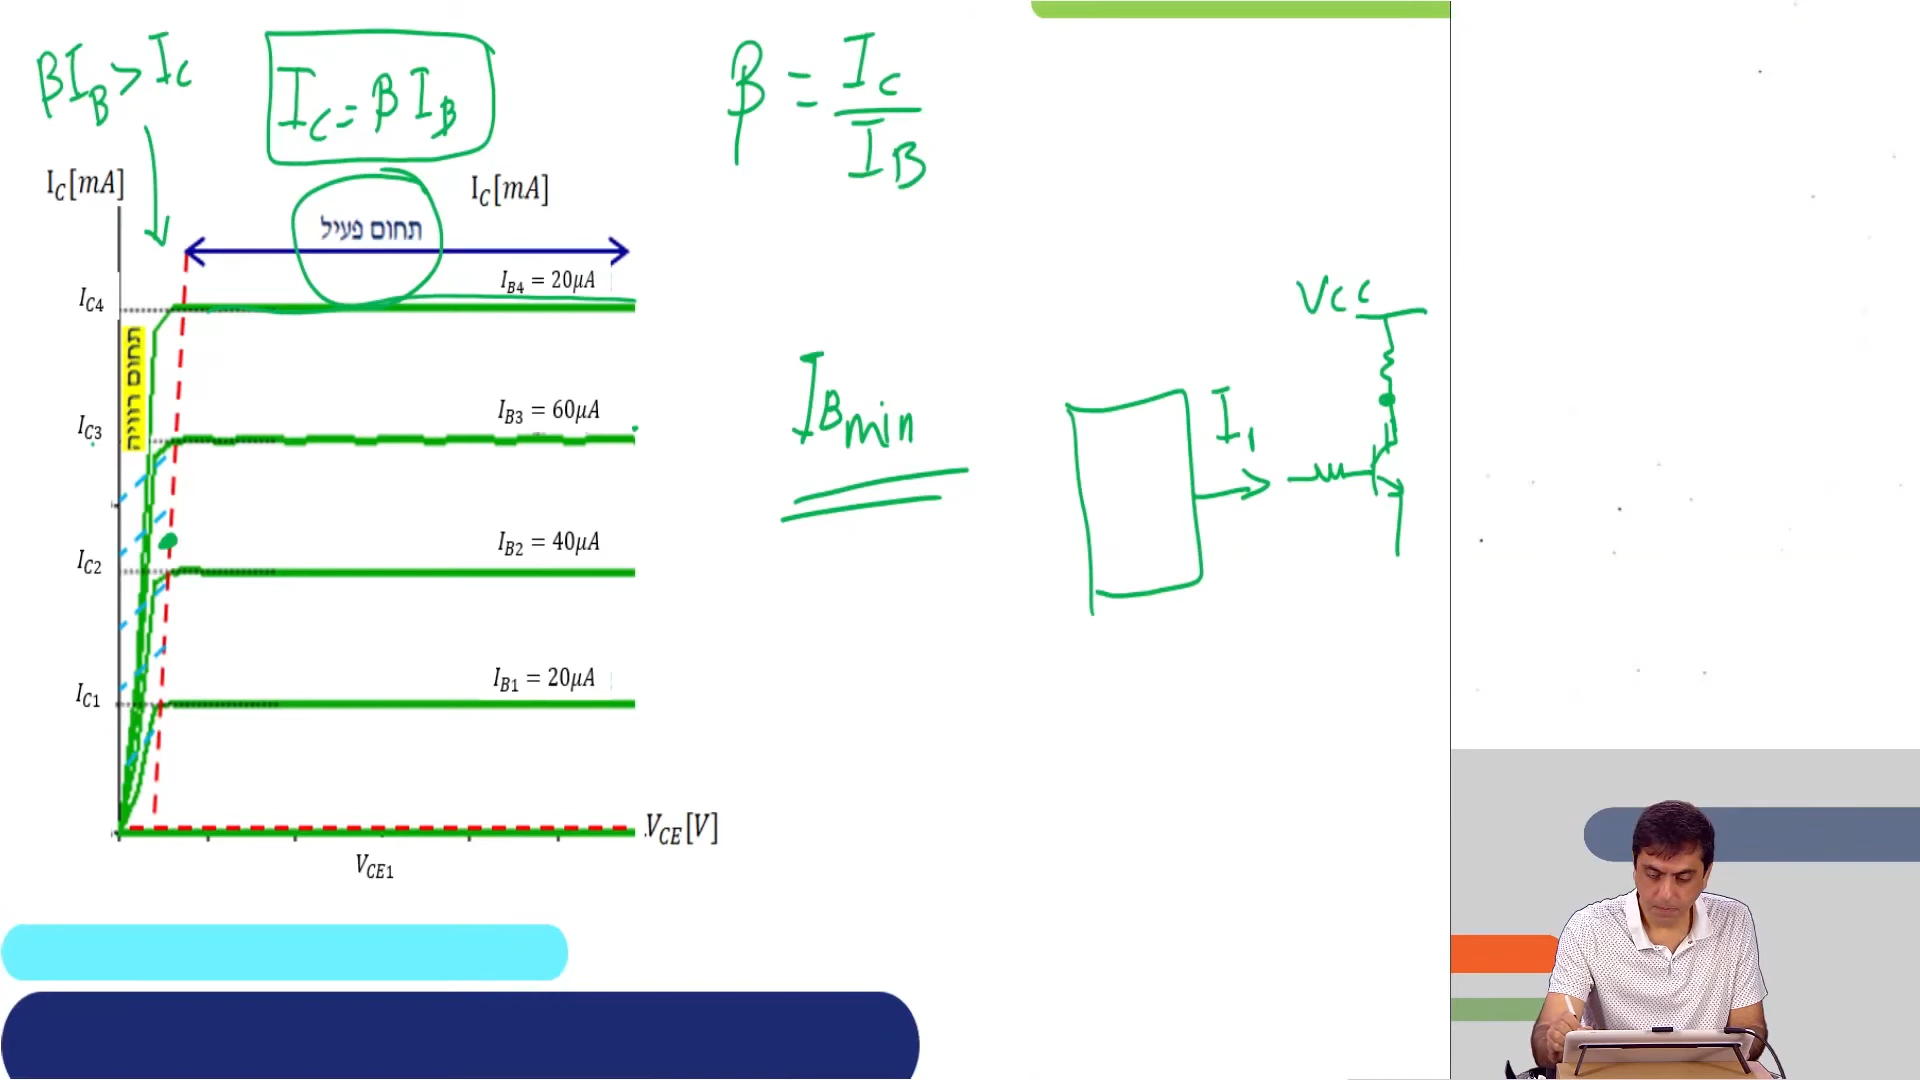 βI_B > I_C
I_C = βI_B
β = I_C / I_B
I_C[mA]
I_C[mA]
תחום פעיל
I_B4 = 20μA
I_C4
תחום רוויה
I_B3 = 60μA
I_C3
I_B2 = 40μA
I_C2
I_B1 = 20μA
I_C1
V_CE[V]
V_CE1
I_Bmin
I_1
VCC